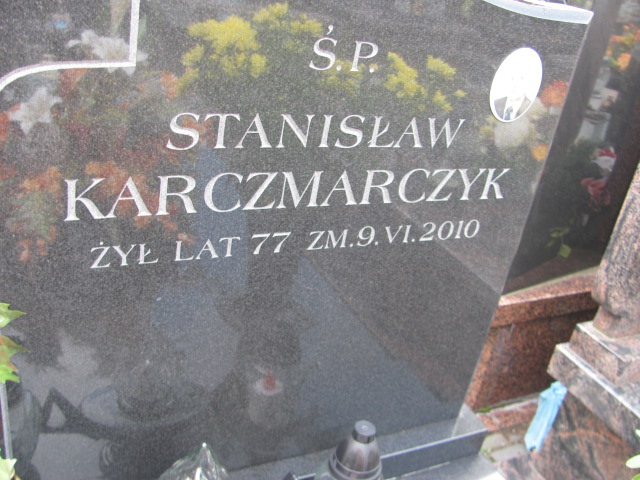 Ś.P.
STANISŁAW
KARCZMARCZYK
ŻYŁ LAT 77 ZM.9.VI.2010